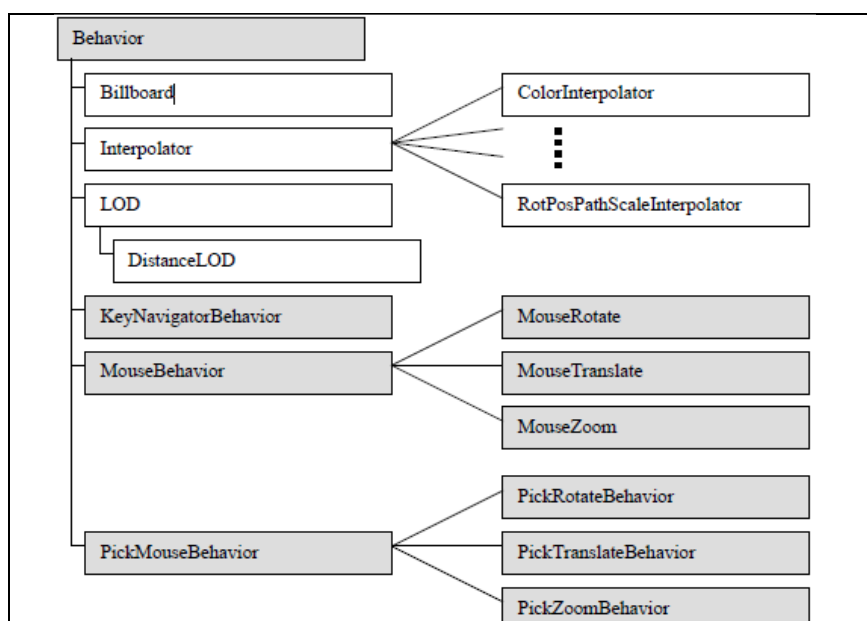 Behavior
Billboard
ColorInterpolator
Interpolator
LOD
RotPosPathScaleInterpolator
DistanceLOD
KeyNavigatorBehavior
MouseRotate
MouseBehavior
MouseTranslate
MouseZoom
PickRotateBehavior
PickMouseBehavior
PickTranslateBehavior
PickZoomBehavior